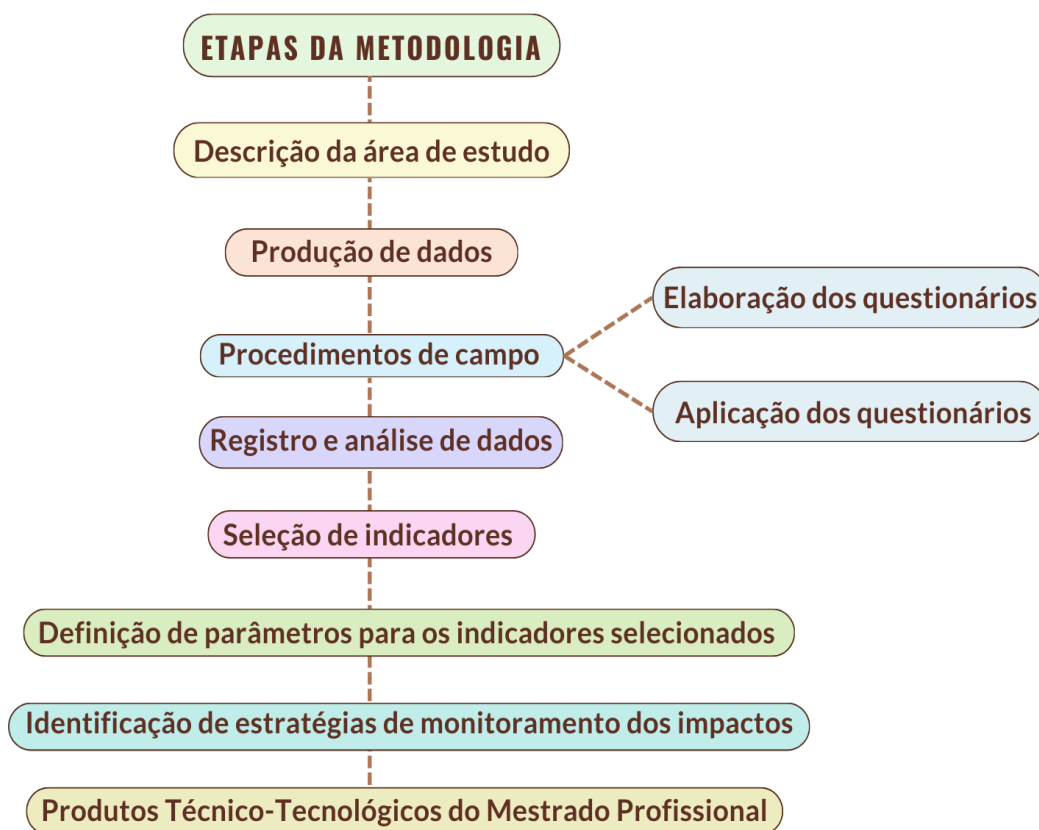 ETAPAS DA METODOLOGIA
Descrição da área de estudo
Produção de dados
Procedimentos de campo
Elaboração dos questionários
Aplicação dos questionários
Registro e análise de dados
Seleção de indicadores
Definição de parâmetros para os indicadores selecionados
Identificação de estratégias de monitoramento dos impactos
Produtos Técnico-Tecnológicos do Mestrado Profissional